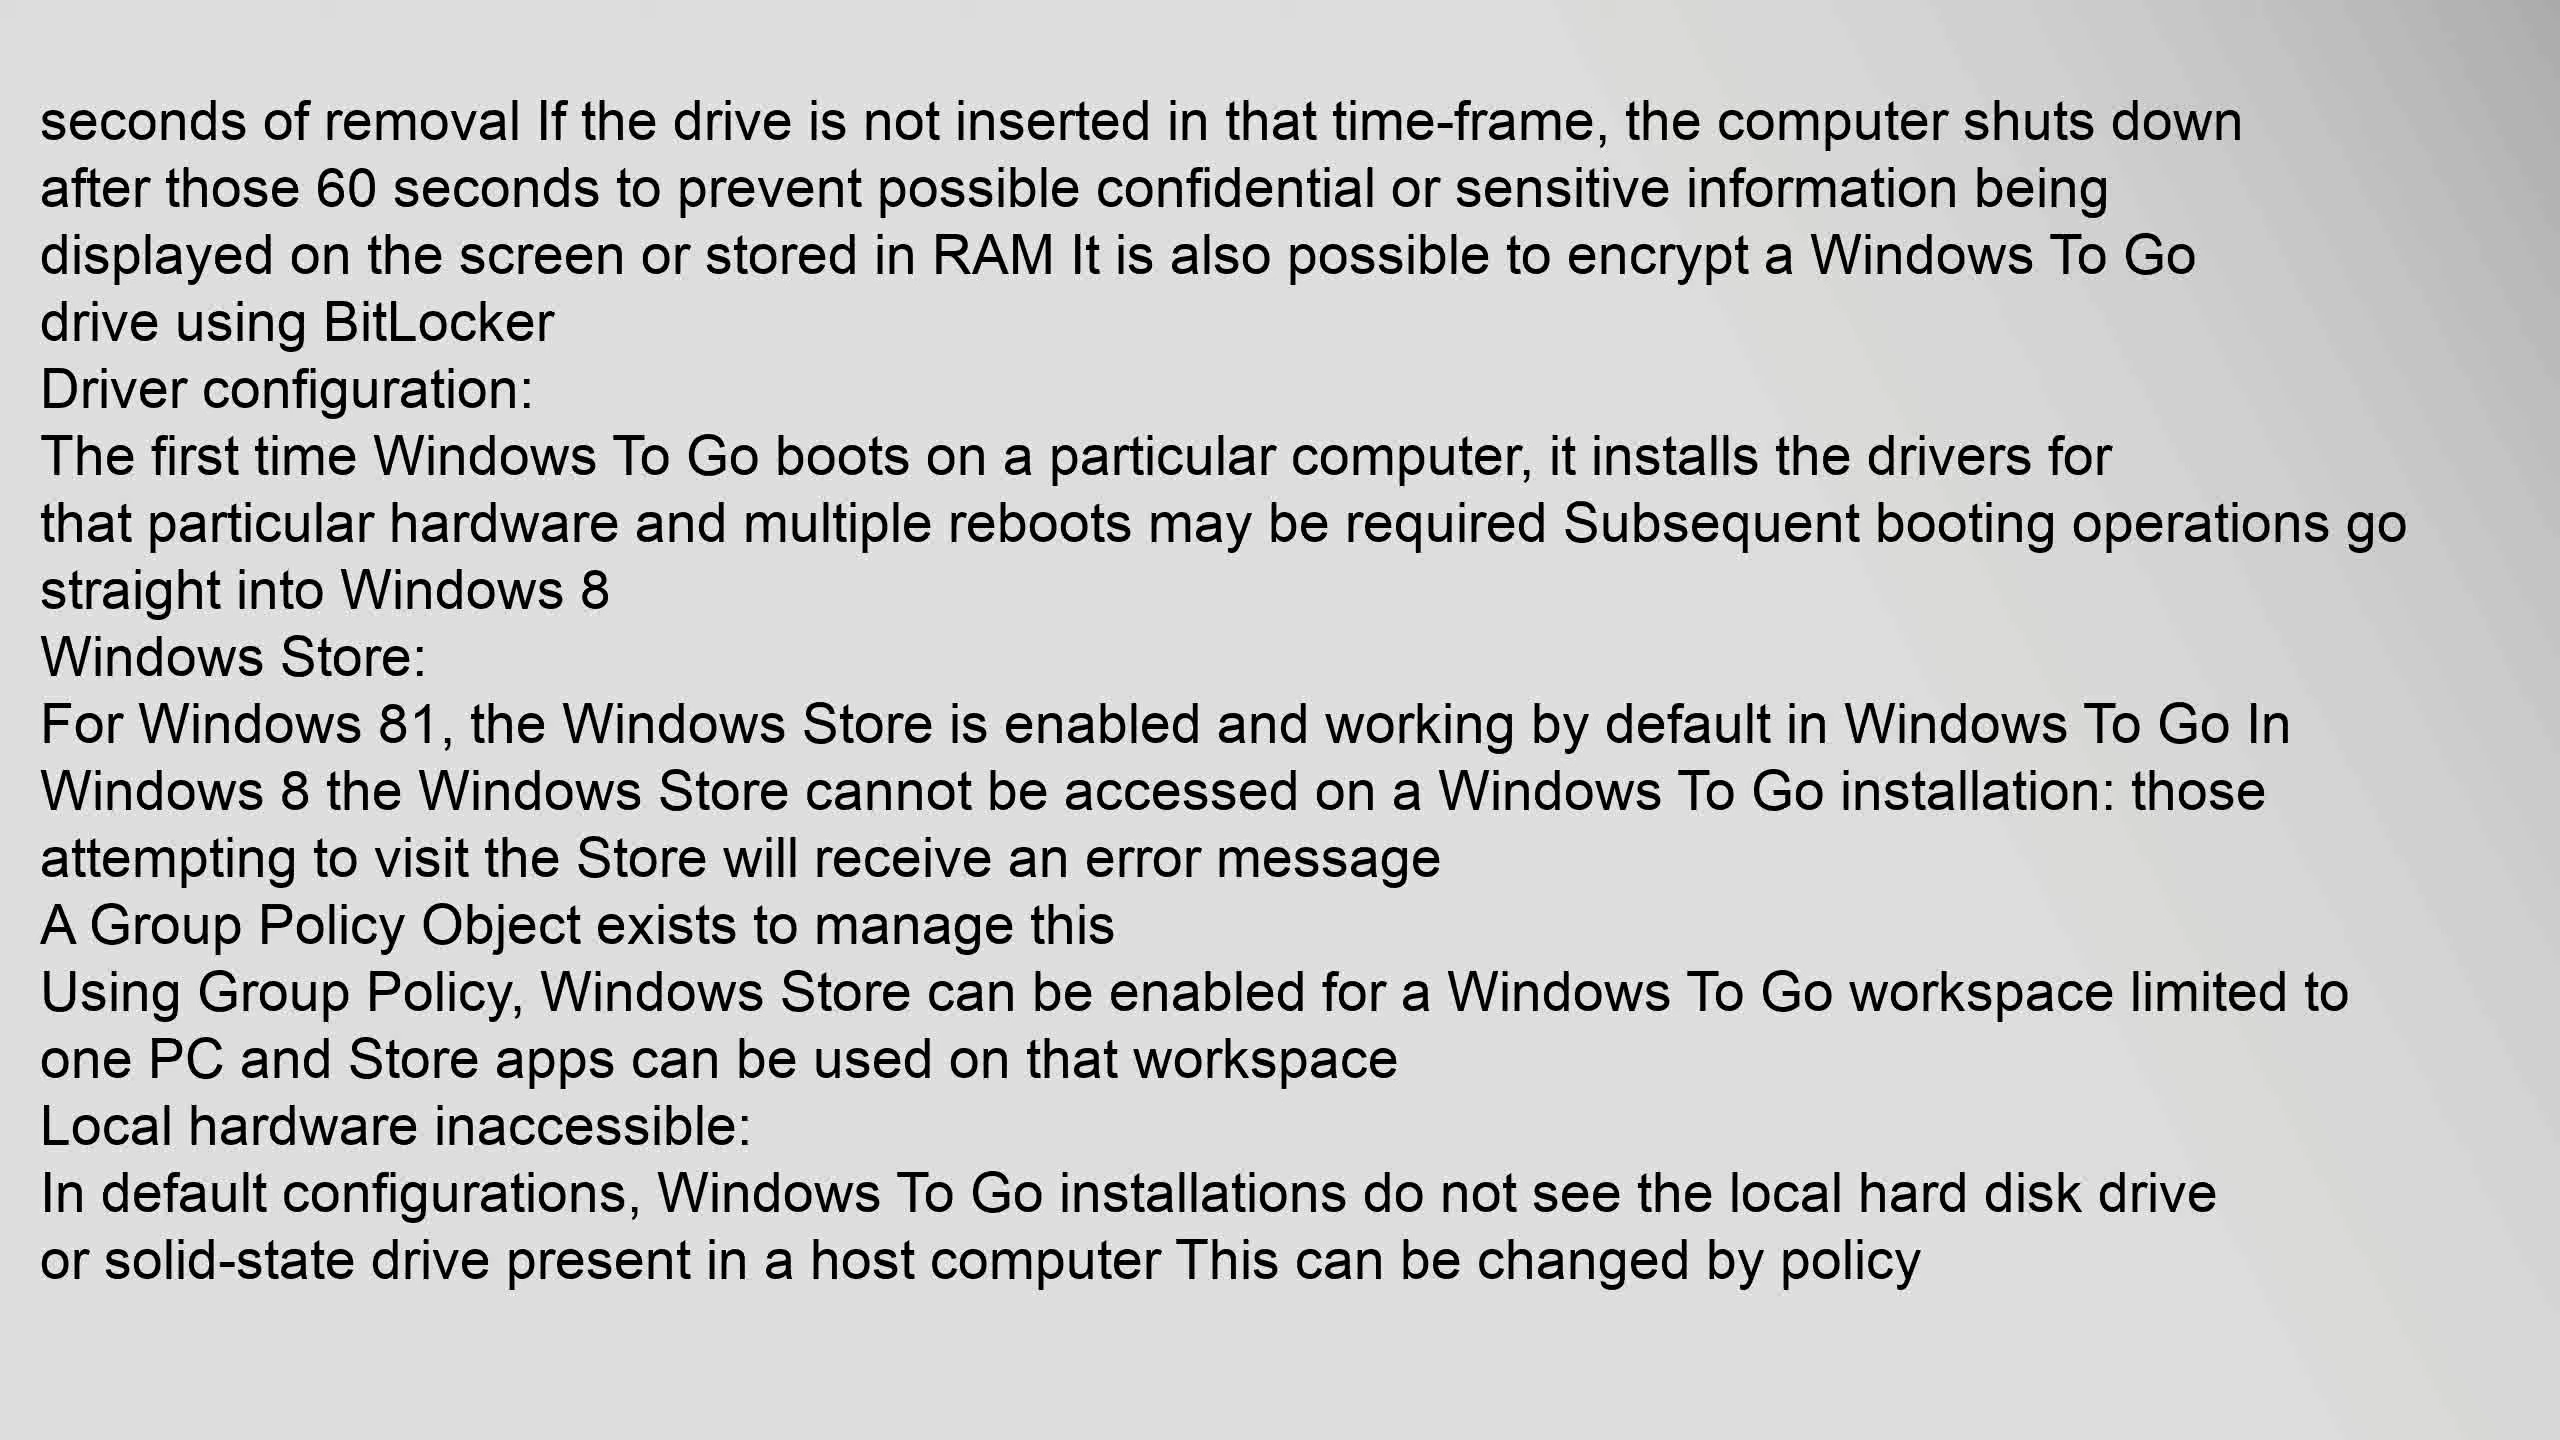 seconds of removal If the drive is not inserted in that time-frame, the computer shuts down
after those 60 seconds to prevent possible confidential or sensitive information being
displayed on the screen or stored in RAM It is also possible to encrypt a Windows To Go
drive using BitLocker
Driver configuration:
The first time Windows To Go boots on a particular computer, it installs the drivers for
that particular hardware and multiple reboots may be required Subsequent booting operations go
straight into Windows 8
Windows Store:
For Windows 81, the Windows Store is enabled and working by default in Windows To Go In
Windows 8 the Windows Store cannot be accessed on a Windows To Go installation: those
attempting to visit the Store will receive an error message
A Group Policy Object exists to manage this
Using Group Policy, Windows Store can be enabled for a Windows To Go workspace limited to
one PC and Store apps can be used on that workspace
Local hardware inaccessible:
In default configurations, Windows To Go installations do not see the local hard disk drive
or solid-state drive present in a host computer This can be changed by policy